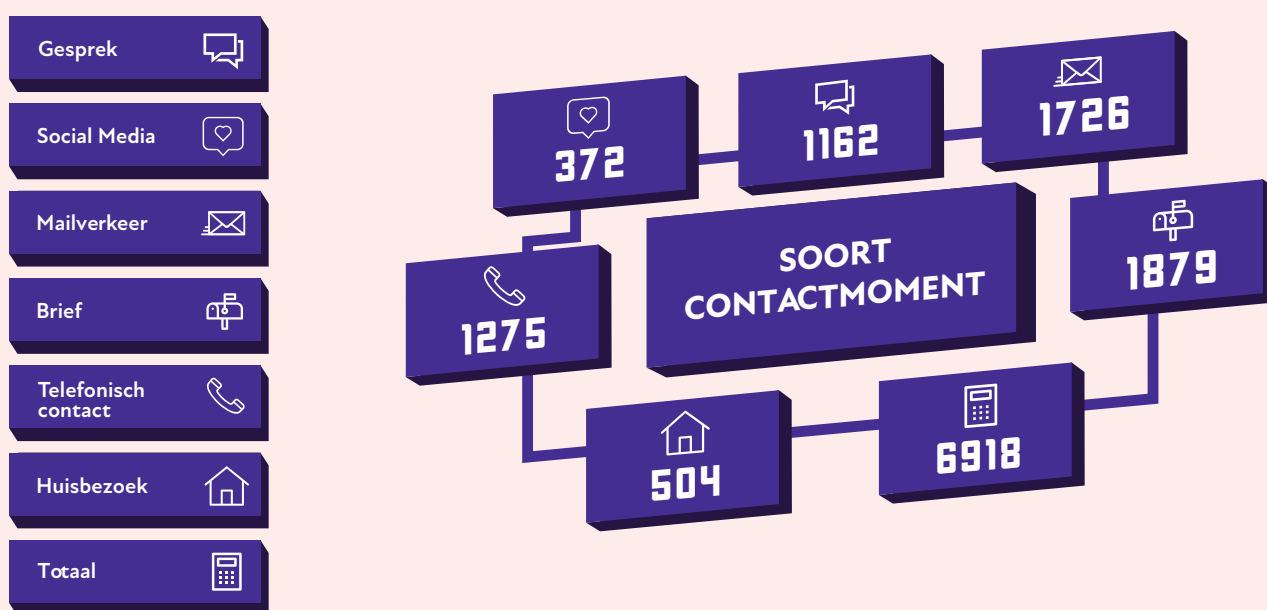 Gesprek
Social Media
Mailverkeer
Brief
Telefonisch
contact
Huisbezoek
Totaal
372
1162
1726
1879
1275
504
6918
SOORT
CONTACTMOMENT